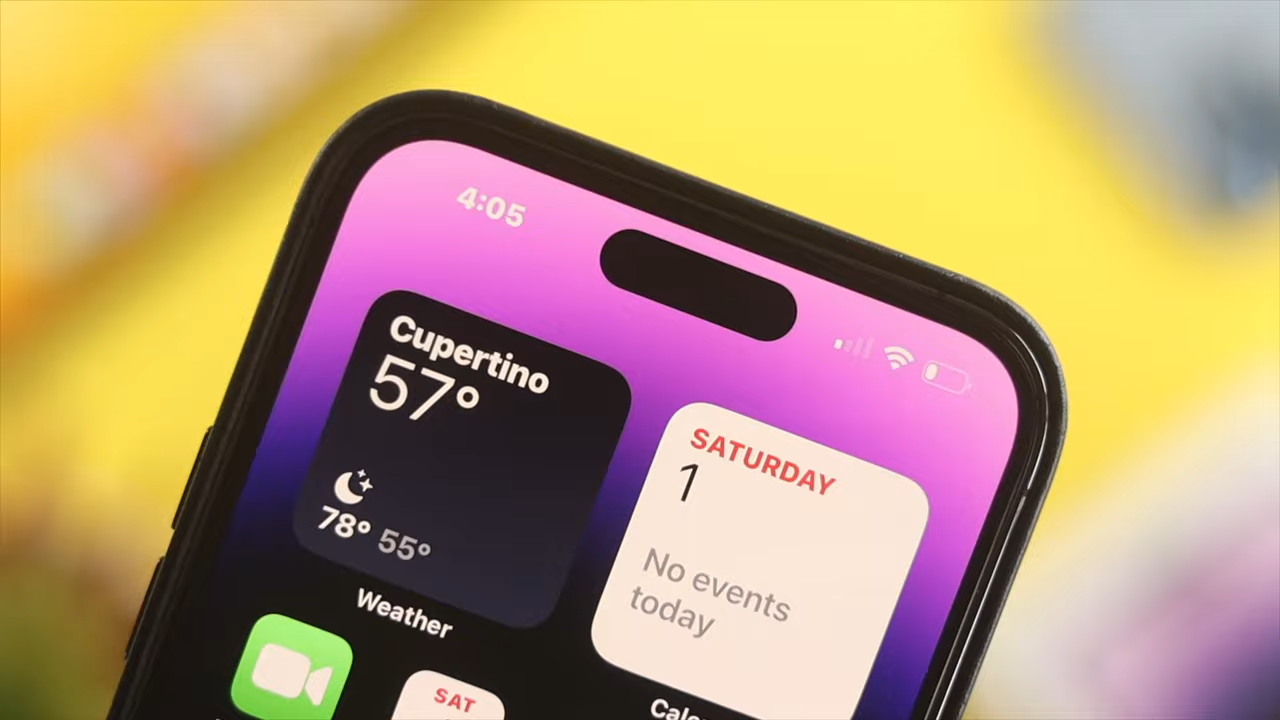 4:05
Cupertino
57°
78° 55°
Weather
SATURDAY
1
No events
today
SAT